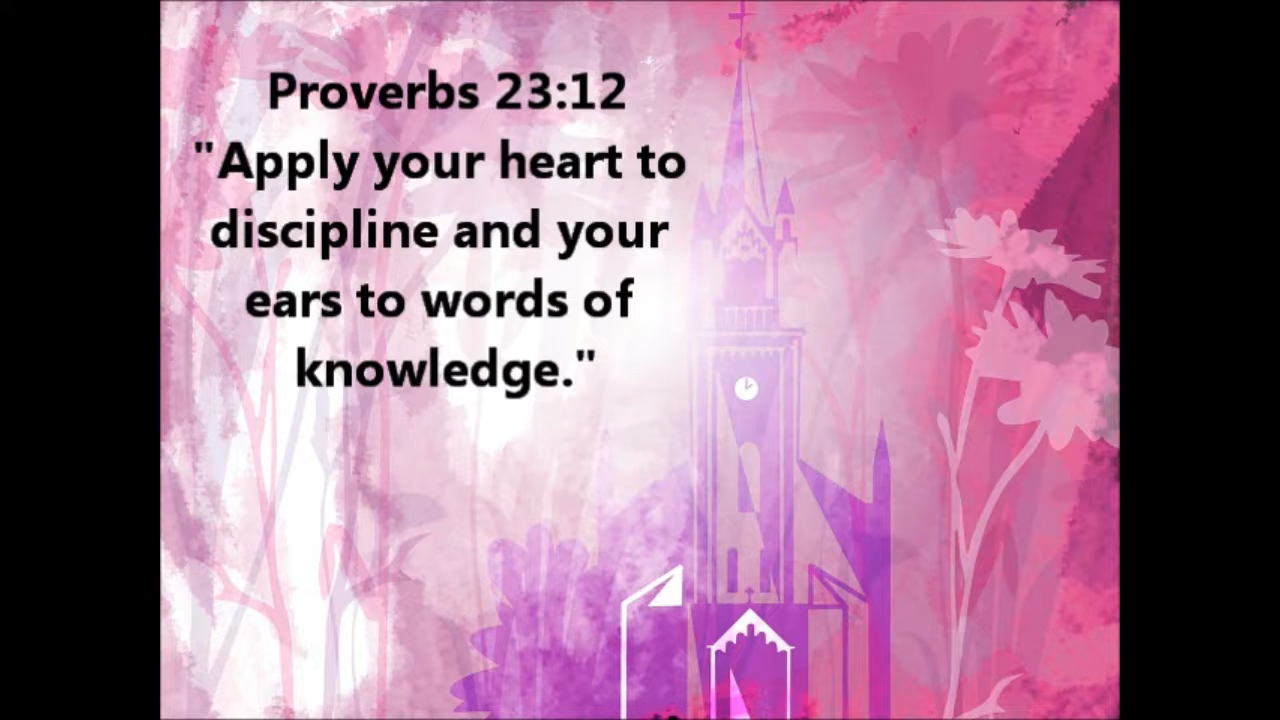 Proverbs 23:12
"Apply your heart to
discipline and your
ears to words of
knowledge."